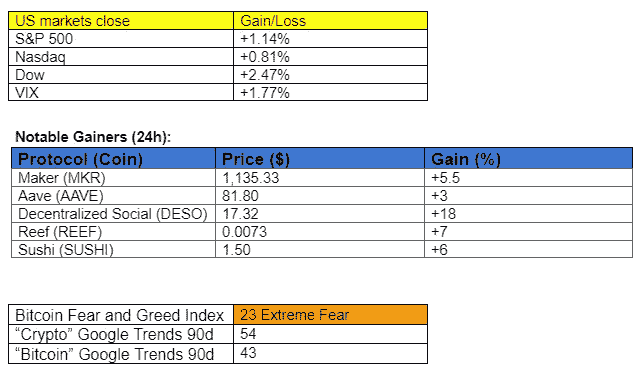 US markets close Gain/Loss
S&P 500 +1.14%
Nasdaq +0.81%
Dow +2.47%
VIX +1.77%
Notable Gainers (24h):
Protocol (Coin) Price ($) Gain (%)
Maker (MKR) 1,135.33 +5.5
Aave (AAVE) 81.80 +3
Decentralized Social (DESO) 17.32 +18
Reef (REEF) 0.0073 +7
Sushi (SUSHI) 1.50 +6
Bitcoin Fear and Greed Index 23 Extreme Fear
“Crypto” Google Trends 90d 54
“Bitcoin” Google Trends 90d 43